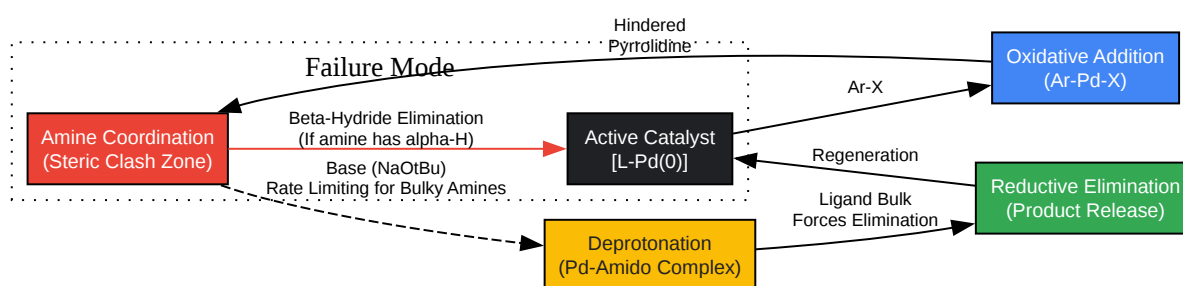 Hindered
Pyrrolidine
Failure Mode
Oxidative Addition
(Ar-Pd-X)
Ar-X
Beta-Hydride Elimination
(If amine has alpha-H)
Amine Coordination
(Steric Clash Zone)
Active Catalyst
[L-Pd(0)]
Base (NaOtBu)
Rate Limiting for Bulky Amines
Regeneration
Ligand Bulk
Forces Elimination
Reductive Elimination
(Product Release)
Deprotonation
(Pd-Amido Complex)